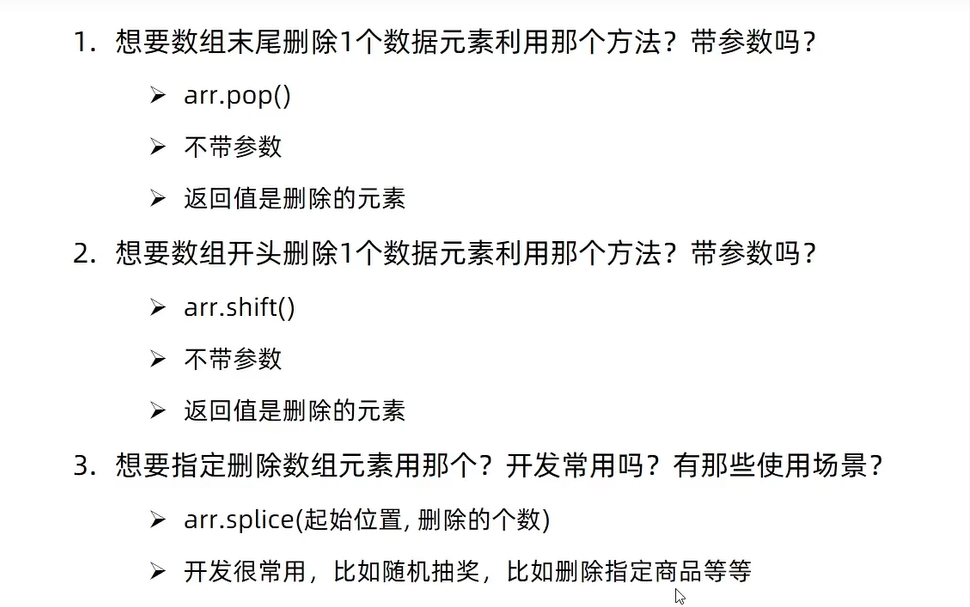 1. 想要数组末尾删除1个数据元素利用那个方法？带参数吗？
➢ arr.pop()
➢ 不带参数
➢ 返回值是删除的元素
2. 想要数组开头删除1个数据元素利用那个方法？带参数吗？
➢ arr.shift()
➢ 不带参数
➢ 返回值是删除的元素
3. 想要指定删除数组元素用那个？开发常用吗？有那些使用场景？
➢ arr.splice(起始位置, 删除的个数)
➢ 开发很常用，比如随机抽奖，比如删除指定商品等等